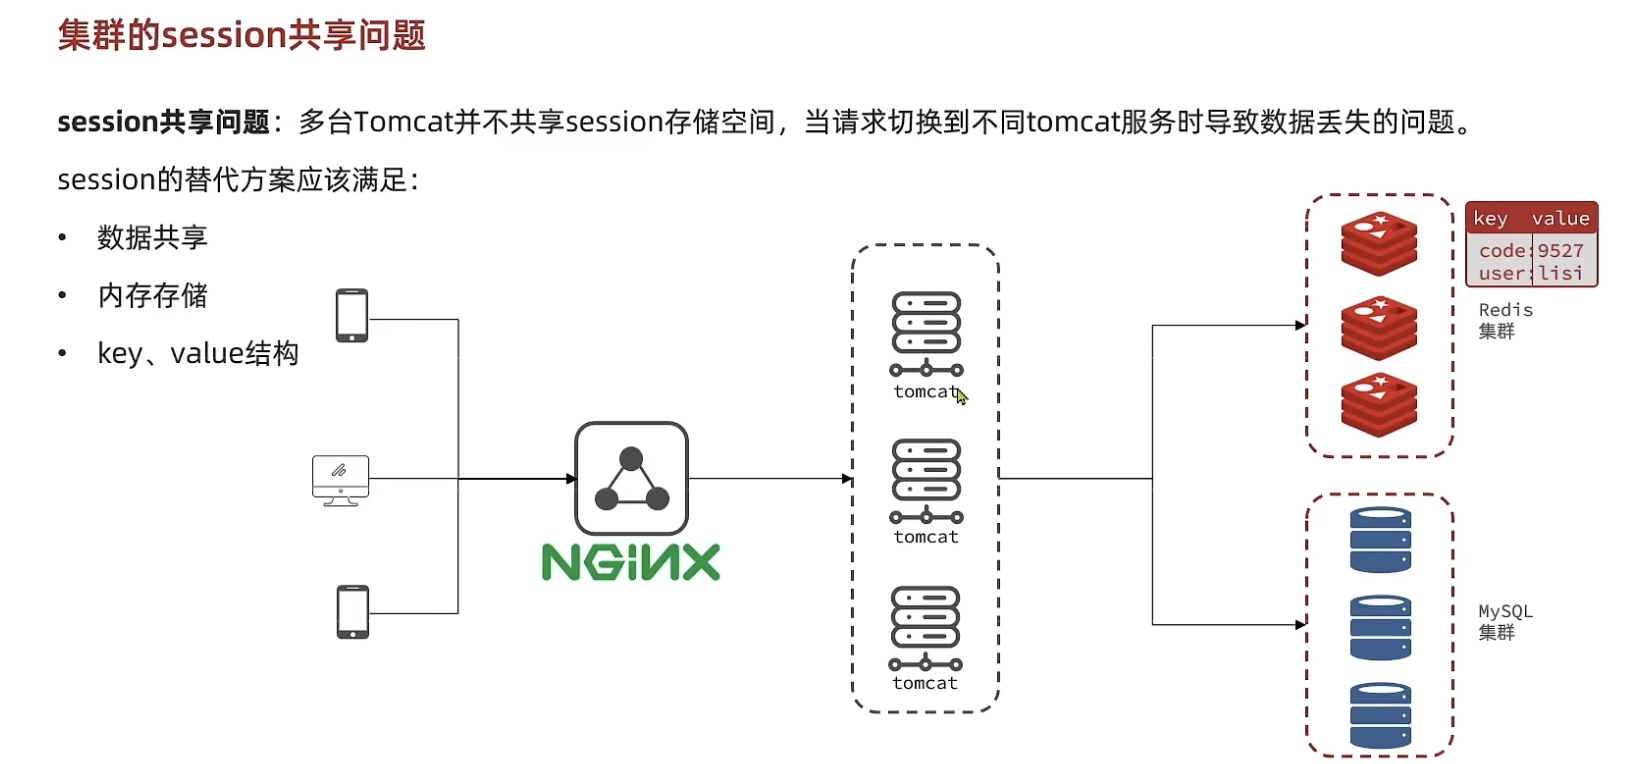 集群的session共享问题
session共享问题：多台Tomcat并不共享session存储空间，当请求切换到不同tomcat服务时导致数据丢失的问题。
session的替代方案应该满足：
• 数据共享
• 内存存储
• key、value结构
NGiNX
tomcat
tomcat
tomcat
key value
code:9527
user:lisi
Redis
集群
MySQL
集群